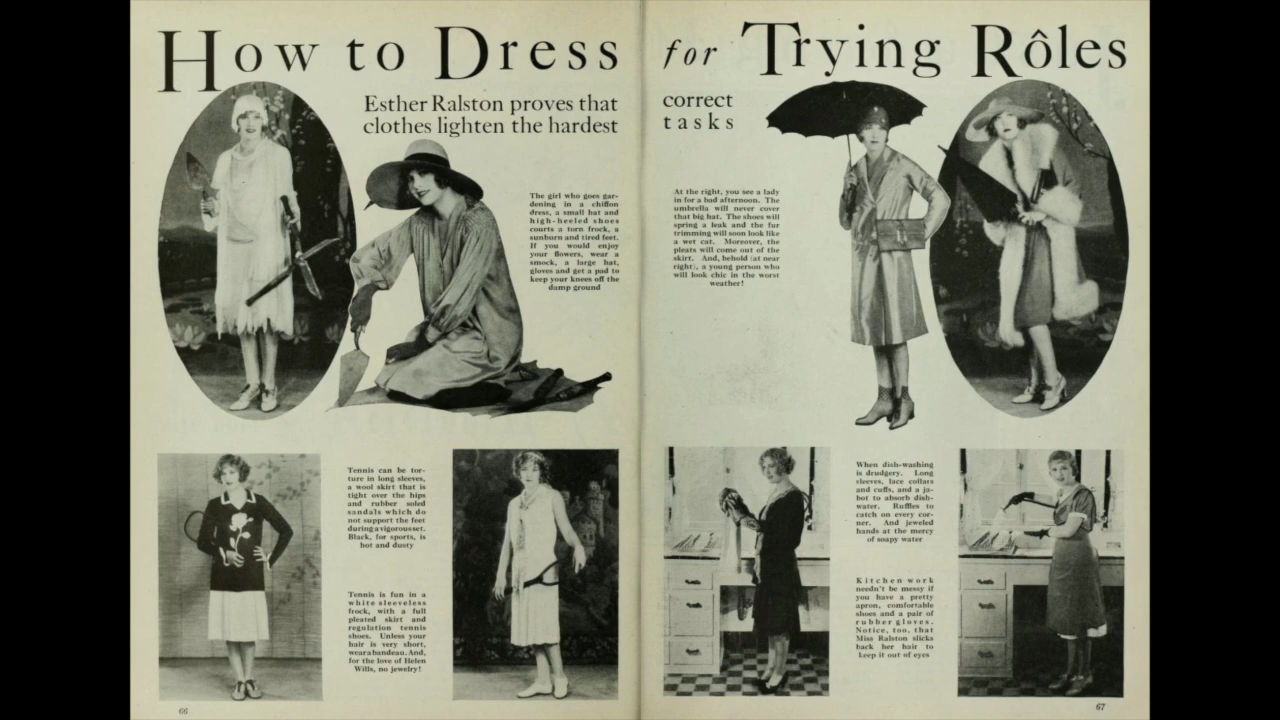 How to Dress for Trying Rôles
Esther Ralston proves that correct
clothes lighten the hardest tasks
The girl who goes gar-
dening in a chiffon
dress, a small hat and
high-heeled shoes
courts a torn frock, a
sunburn and tired feet.
If you would enjoy
your flowers, wear a
smock, a large hat,
gloves and get a pad to
keep your knees off the
damp ground
Tennis can be tor-
ture in long sleeves,
a wool skirt that is
tight over the hips
and rubber soled
sandals which do
not support the feet
during a vigorous set.
Black, for sports, is
hot and dusty
Tennis is fun in a
white sleeveless
frock, with a full
pleated skirt and
regulation tennis
shoes. Unless your
hair is very short,
wear a bandeau. And,
for the love of Helen
Wills, no jewelry!
66
At the right, you see a lady
in for a bad afternoon. The
umbrella will never cover
that big hat. The shoes will
spring a leak and the fur
trimming will soon look like
a wet cat. Moreover, the
pleats will come out of the
skirt. And, behold (at near
right), a young person who
will look chic in the worst
weather!
When dish-washing
is drudgery. Long
sleeves, lace collars
and cuffs, and a ja-
bot to absorb dish-
water. Ruffles to
catch on every cor-
ner. And jeweled
hands at the mercy
of soapy water
Kitchen work
needn't be messy if
you have a pretty
apron, comfortable
shoes and a pair of
rubber gloves.
Notice, too, that
Miss Ralston slicks
back her hair to
keep it out of eyes
67